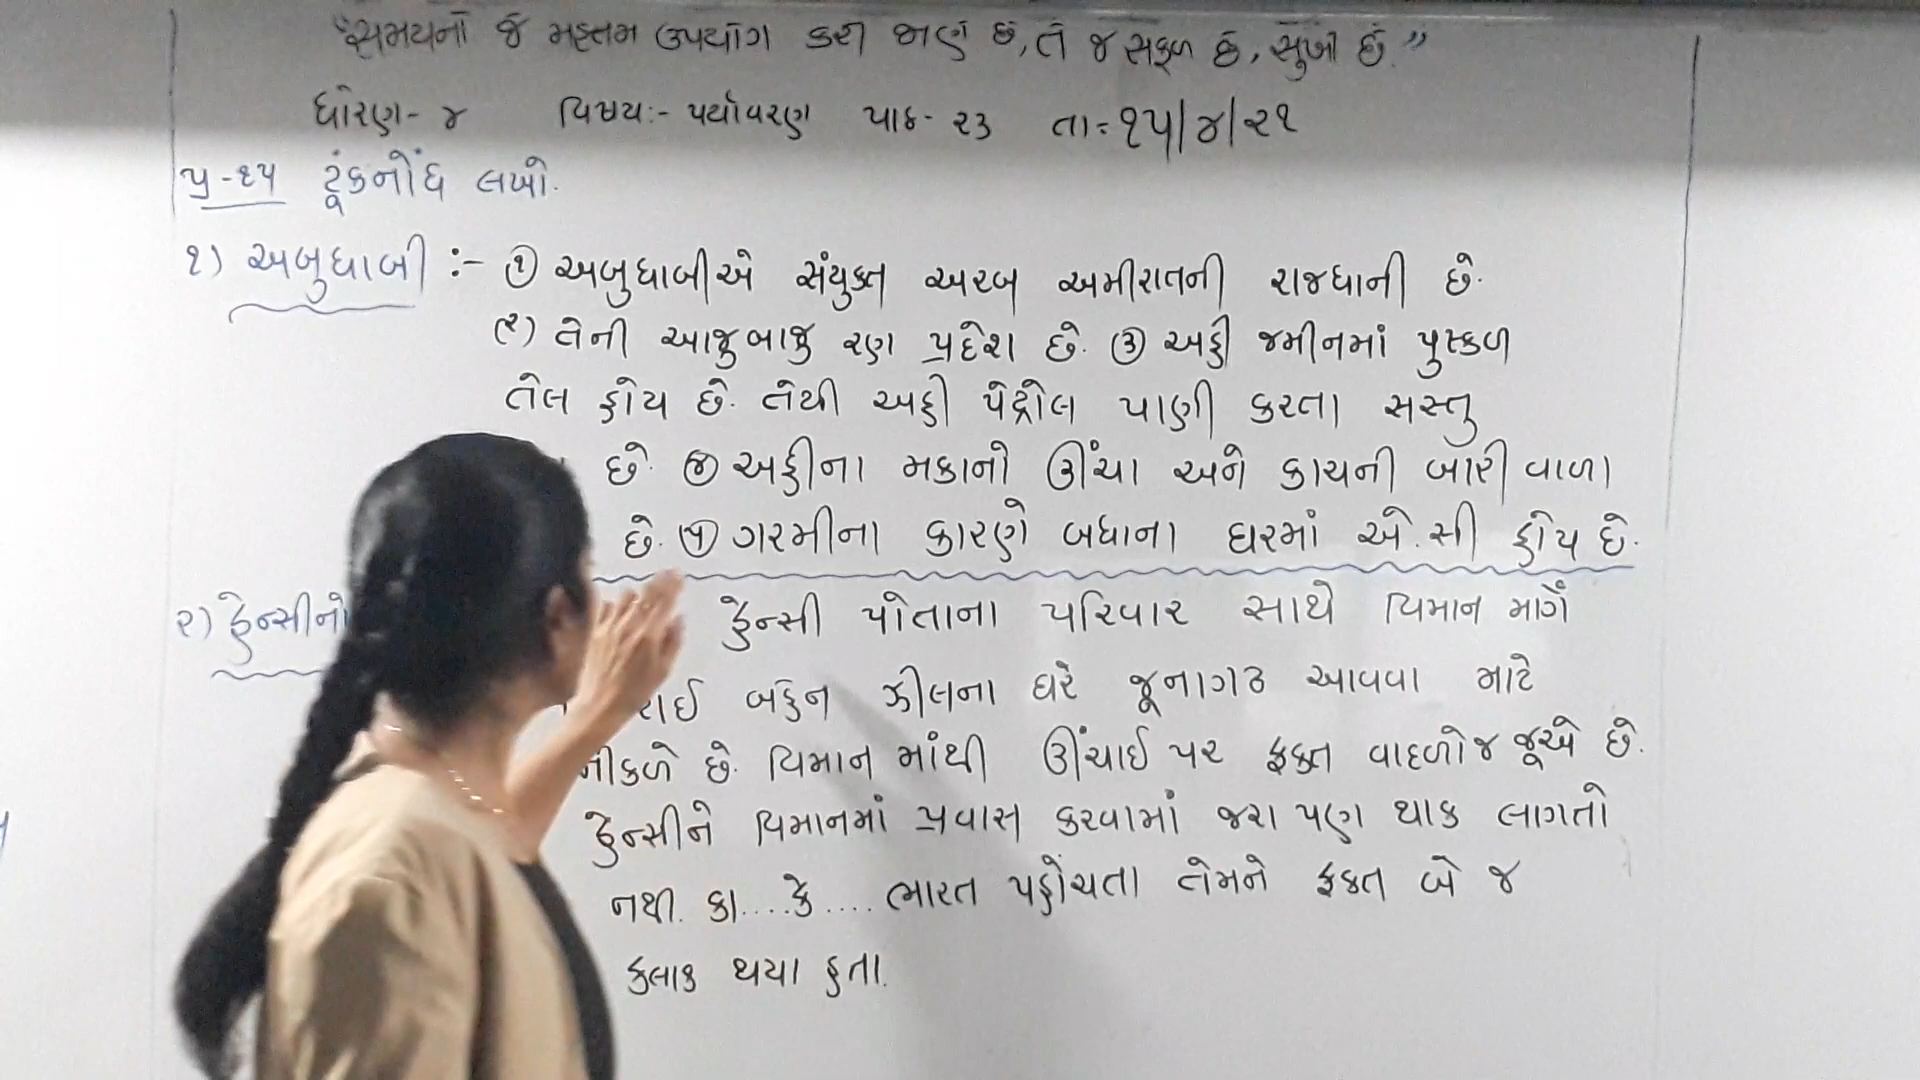 “સમયનો જે મહત્તમ ઉપયોગ કરી જાણે છે, તે જ સફળ છે, સુખી છે.”
ધોરણ- ૪ વિષય:- પર્યાવરણ પાઠ- ૨૩ તા= ૧૫/૪/૨૧
પ્ર-૧૫ ટૂંકનોંધ લખો.
૧) અબુધાબી :- ① અબુધાબીએ સંયુક્ત અરબ અમીરાતની રાજધાની છે.
(૨) તેની આજુબાજુ રણ પ્રદેશ છે. ③ અહી જમીનમાં પુષ્કળ
તેલ હોય છે. તેથી અહી પેટ્રોલ પાણી કરતા સસ્તુ
છે. ④ અહીના મકાનો ઊંચા અને કાચની બારી વાળા
છે. ⑤ ગરમીના કારણે બધાના ઘરમાં એ.સી હોય છે.
૨) ફેન્સીનો ફેન્સી પોતાના પરિવાર સાથે વિમાન માર્ગે
રાઈ બહેન ઝીલના ઘરે જૂનાગઢ આવવા માટે
નીકળે છે. વિમાન માંથી ઊંચાઈ પર ફક્ત વાદળો જ જૂએ છે.
ફેન્સીને વિમાનમાં પ્રવાસ કરવામાં જરા પણ થાક લાગતો
નથી. કા....કે.... ભારત પહોંચતા તેમને ફક્ત બે જ
કલાક થયા હતા.